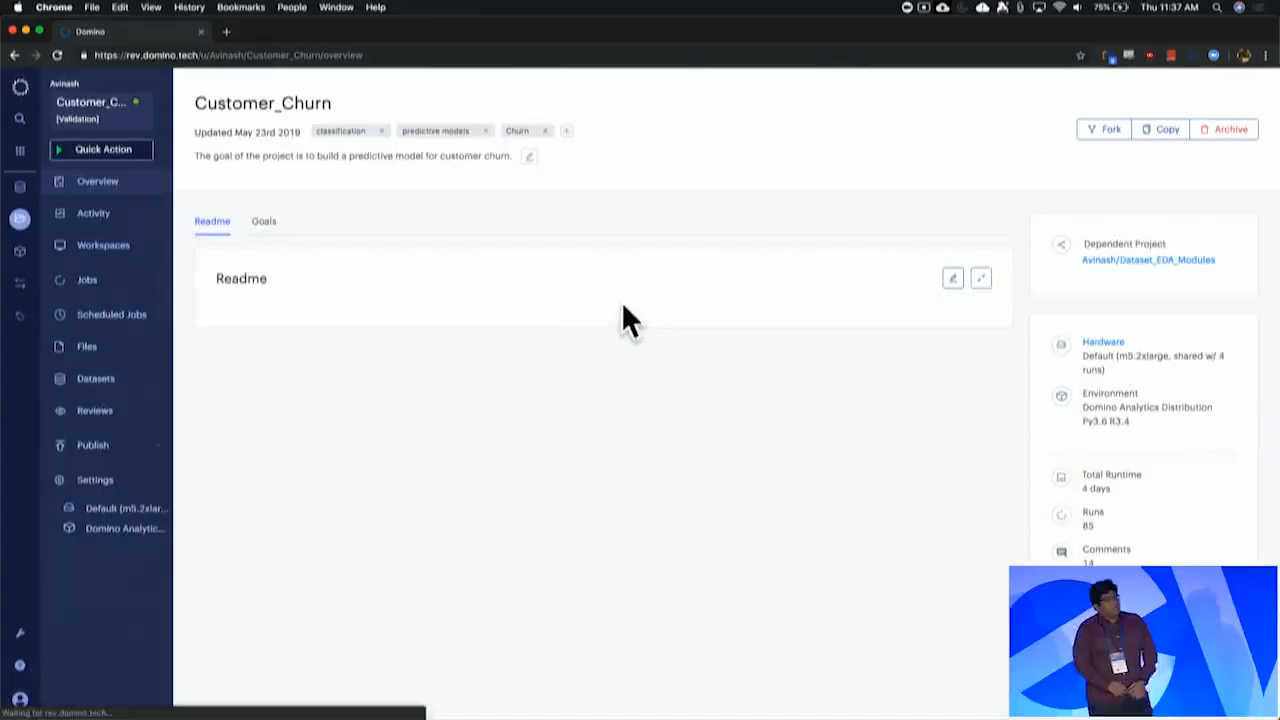 Chrome File Edit View History Bookmarks People Window Help
75% Thu 11:37 AM
Domino
https://rev.domino.tech/u/Avinash/Customer_Churn/overview
Avinash
Customer_C...
[Validation]
Quick Action
Overview
Activity
Workspaces
Jobs
Scheduled Jobs
Files
Datasets
Reviews
Publish
Settings
Default (m5.2xlar...
Domino Analytic...
Customer_Churn
Updated May 23rd 2019 classification × predictive models × Churn × +
The goal of the project is to build a predictive model for customer churn.
Fork Copy Archive
Readme Goals
Readme
Dependent Project
Avinash/Dataset_EDA_Modules
Hardware
Default (m5.2xlarge, shared w/ 4
runs)
Environment
Domino Analytics Distribution
Py3.6 R3.4
Total Runtime
4 days
Runs
85
Comments
14
Waiting for rev.domino.tech...